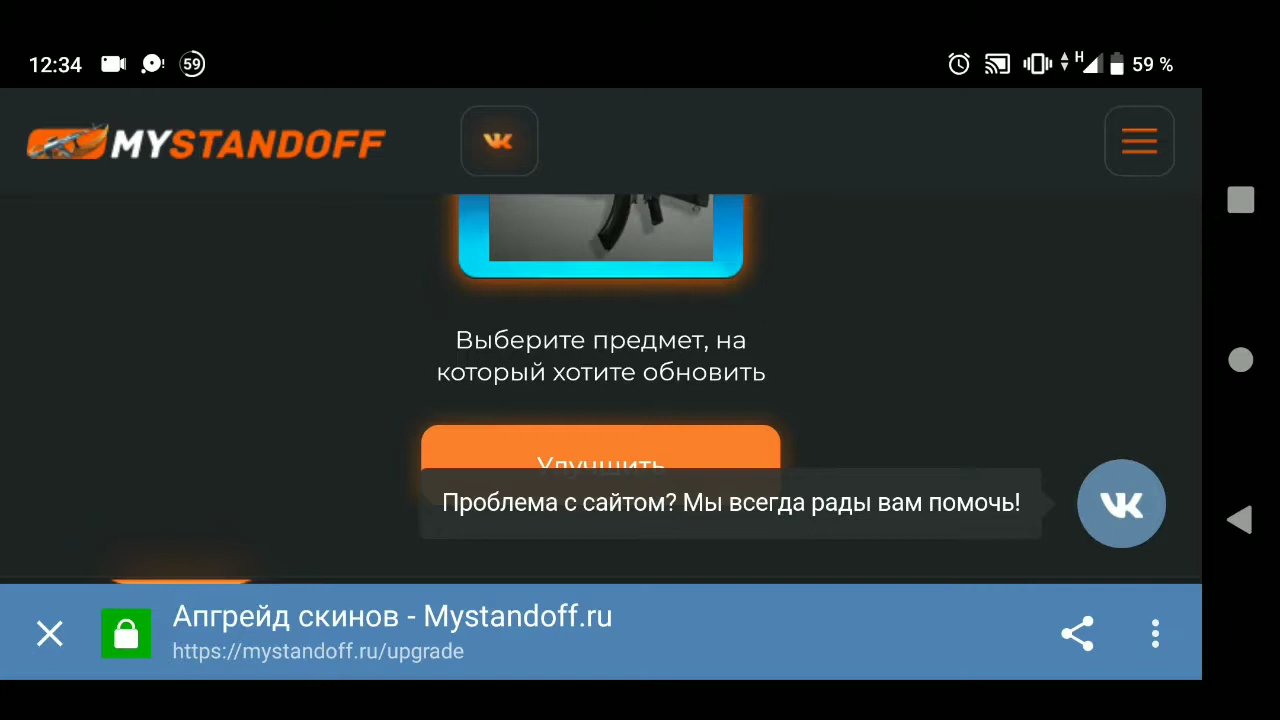 12:34
59
H
59 %
MYSTANDOFF
Выберите предмет, на
который хотите обновить
Улучшить
Проблема с сайтом? Мы всегда рады вам помочь!
Апгрейд скинов - Mystandoff.ru
https://mystandoff.ru/upgrade